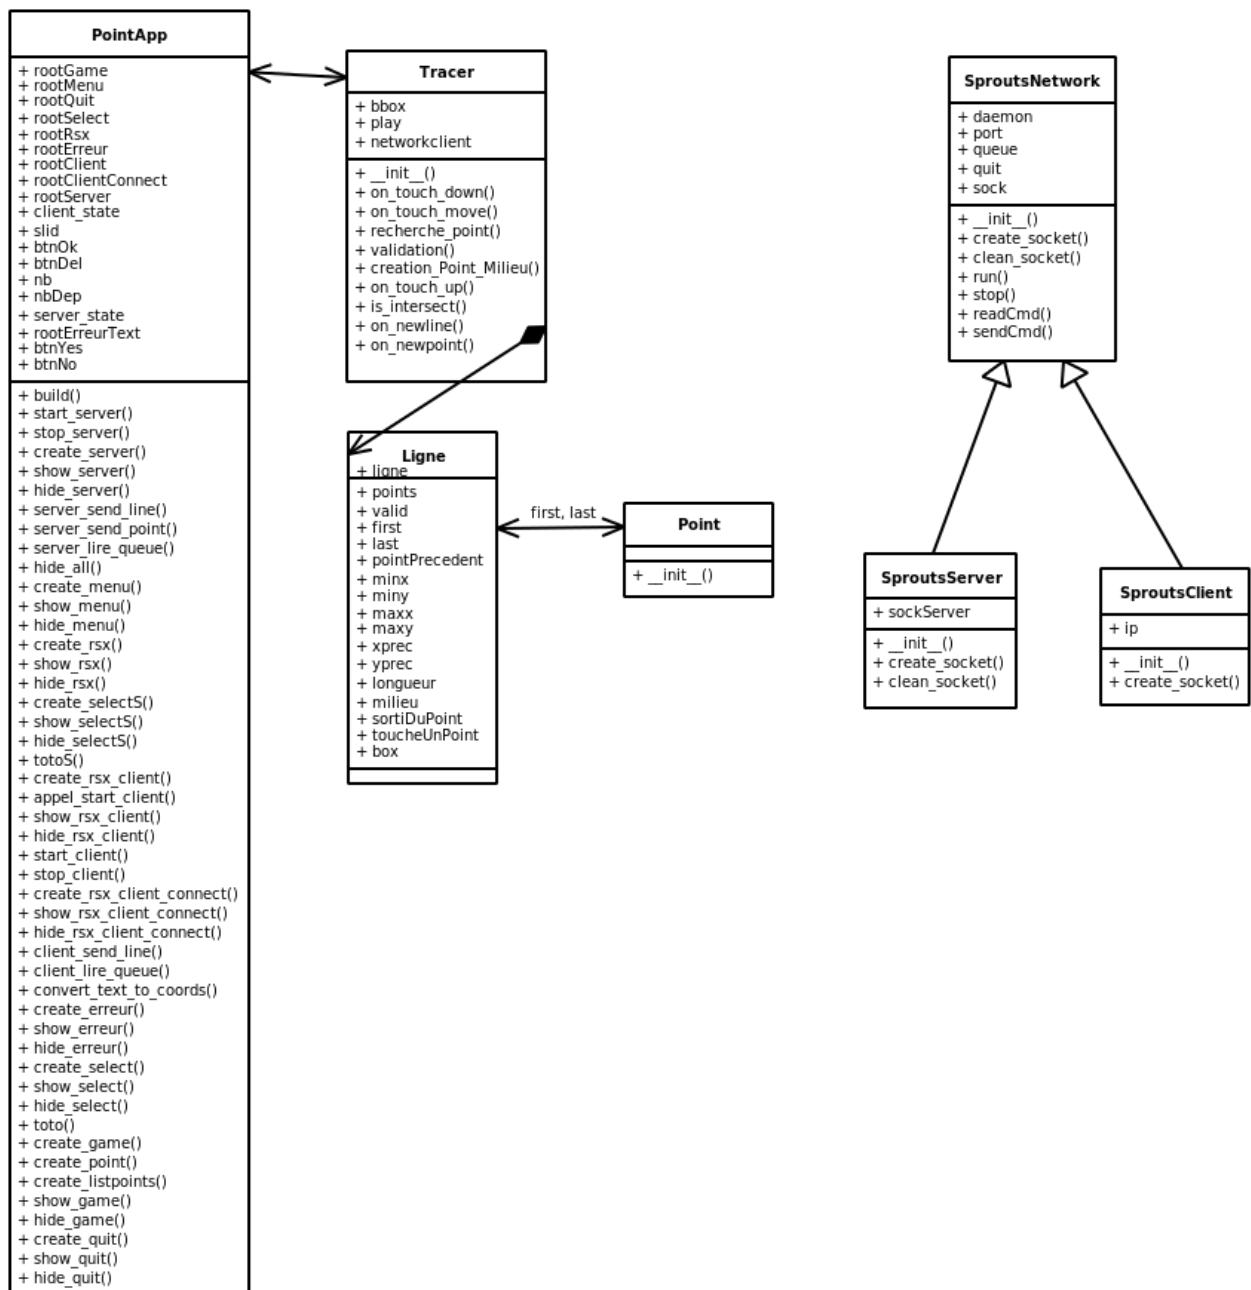 PointApp
+ rootGame
+ rootMenu
+ rootQuit
+ rootSelect
+ rootRsx
+ rootErreur
+ rootClient
+ rootClientConnect
+ rootServer
+ client_state
+ slid
+ btnOk
+ btnDel
+ nb
+ nbDep
+ server_state
+ rootErreurText
+ btnYes
+ btnNo
+ build()
+ start_server()
+ stop_server()
+ create_server()
+ show_server()
+ hide_server()
+ server_send_line()
+ server_send_point()
+ server_lire_queue()
+ hide_all()
+ create_menu()
+ show_menu()
+ hide_menu()
+ create_rsx()
+ show_rsx()
+ hide_rsx()
+ create_selectS()
+ show_selectS()
+ hide_selectS()
+ totoS()
+ create_rsx_client()
+ appel_start_client()
+ show_rsx_client()
+ hide_rsx_client()
+ start_client()
+ stop_client()
+ create_rsx_client_connect()
+ show_rsx_client_connect()
+ hide_rsx_client_connect()
+ client_send_line()
+ client_lire_queue()
+ convert_text_to_coords()
+ create_erreur()
+ show_erreur()
+ hide_erreur()
+ create_select()
+ show_select()
+ hide_select()
+ toto()
+ create_game()
+ create_point()
+ create_listpoints()
+ show_game()
+ hide_game()
+ create_quit()
+ show_quit()
+ hide_quit()
Tracer
+ bbox
+ play
+ networkclient
+ __init__()
+ on_touch_down()
+ on_touch_move()
+ recherche_point()
+ validation()
+ creation_Point_Milieu()
+ on_touch_up()
+ is_intersect()
+ on_newline()
+ on_newpoint()
Ligne
+ ligne
+ points
+ valid
+ first
+ last
+ pointPrecedent
+ minx
+ miny
+ maxx
+ maxy
+ xprec
+ yprec
+ longueur
+ milieu
+ sortiDuPoint
+ toucheUnPoint
+ box
first, last
Point
+ __init__()
SproutsNetwork
+ daemon
+ port
+ queue
+ quit
+ sock
+ __init__()
+ create_socket()
+ clean_socket()
+ run()
+ stop()
+ readCmd()
+ sendCmd()
SproutsServer
+ sockServer
+ __init__()
+ create_socket()
+ clean_socket()
SproutsClient
+ ip
+ __init__()
+ create_socket()